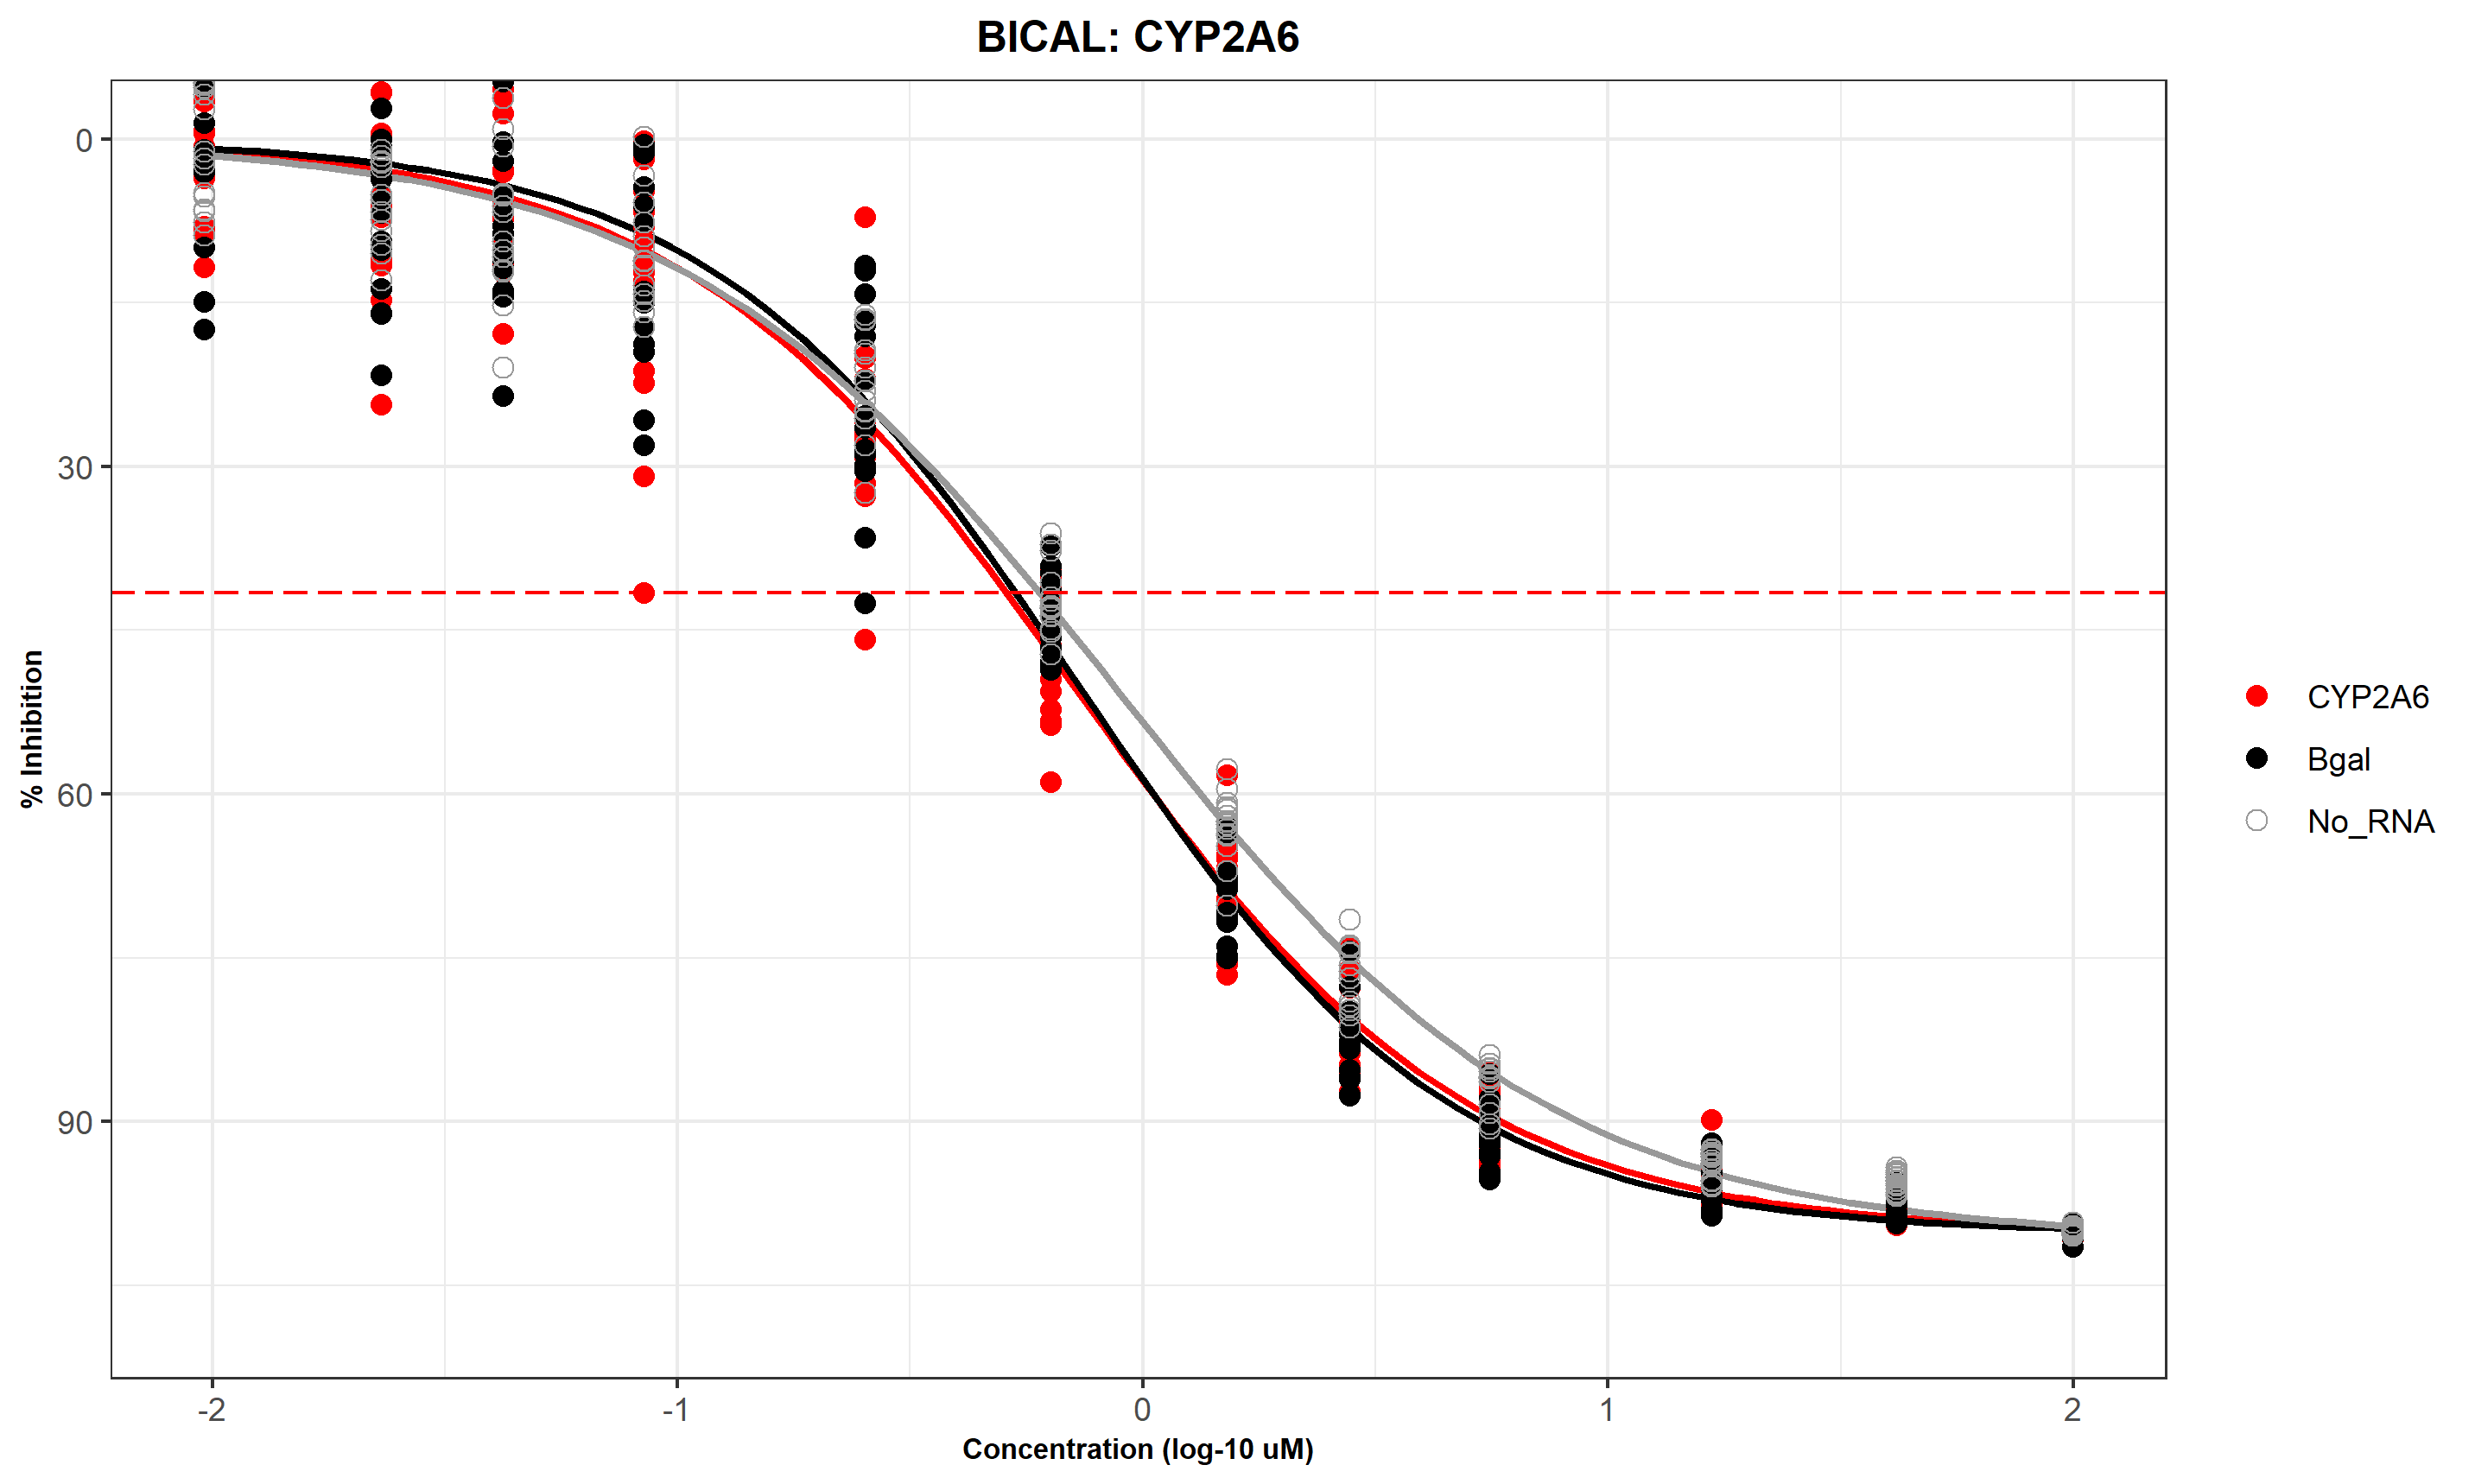 BICAL: CYP2A6
% Inhibition
0
30
60
90
-2
-1
0
1
2
Concentration (log-10 uM)
CYP2A6
Bgal
No_RNA